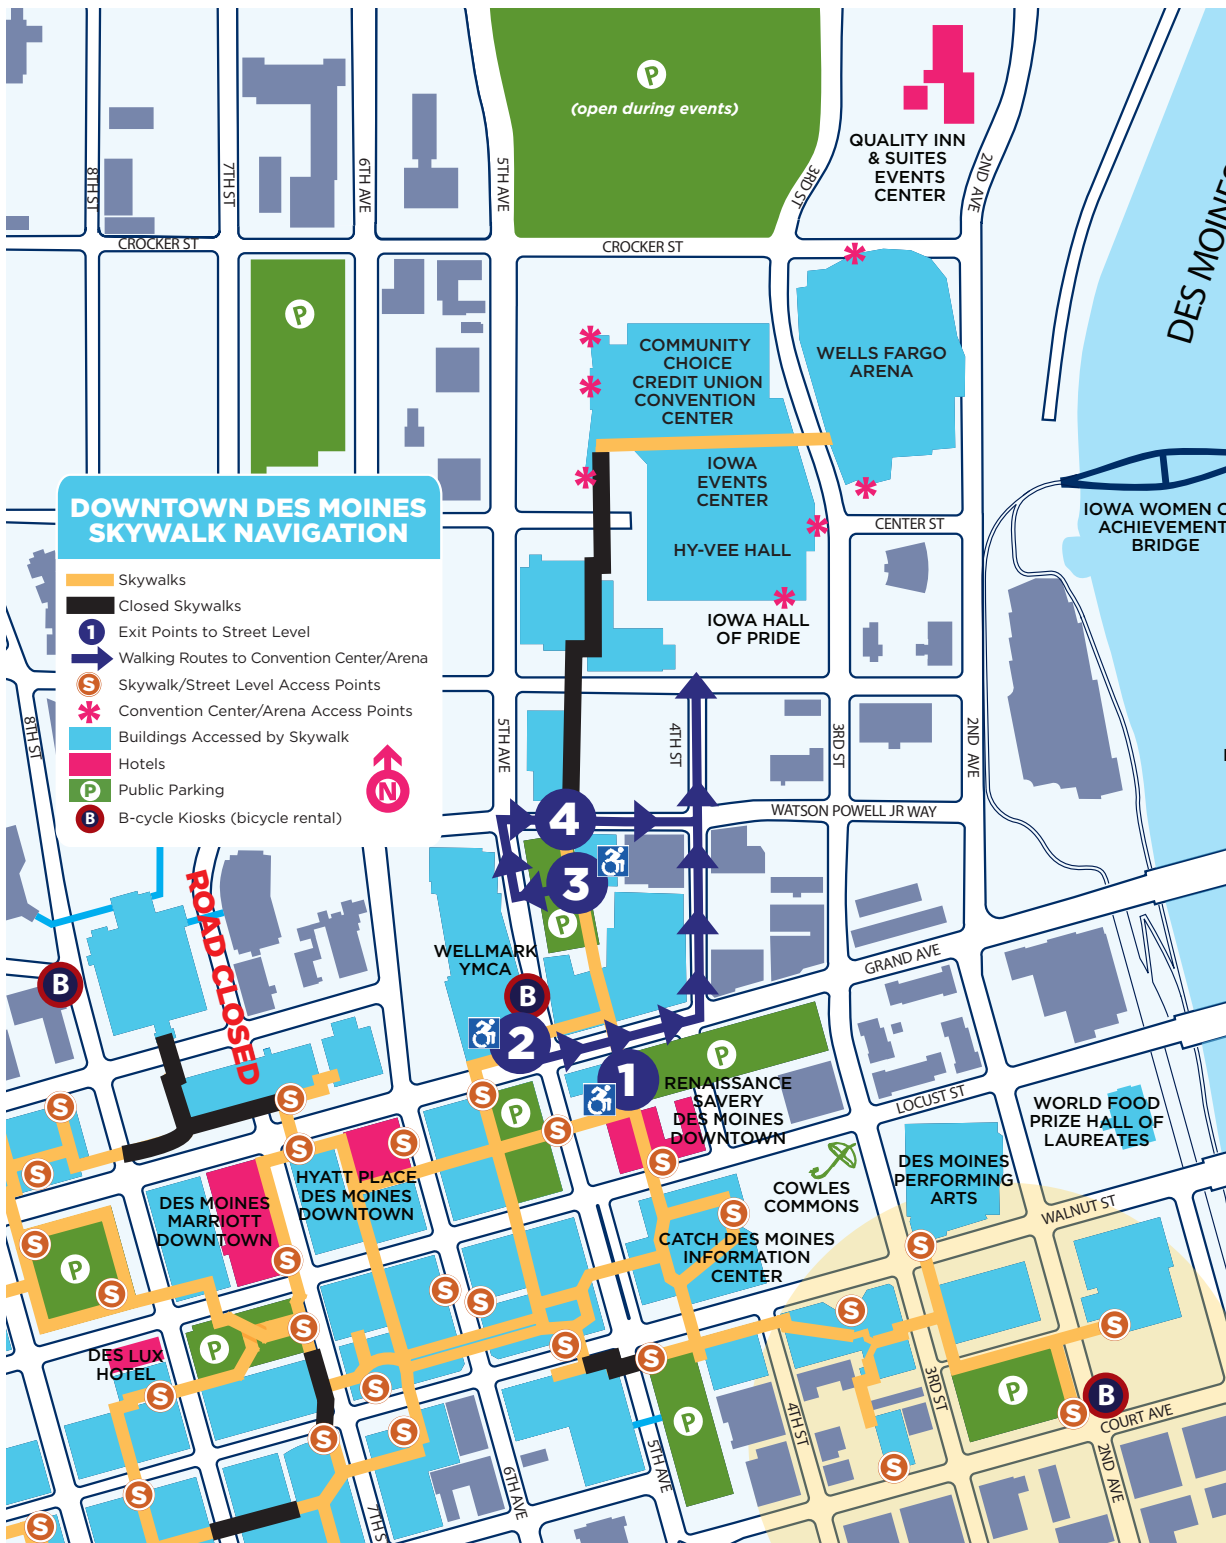 P
(open during events)
QUALITY INN
& SUITES
EVENTS
CENTER
8TH ST
7TH ST
6TH AVE
5TH AVE
3RD ST
2ND AVE
CROCKER ST
CROCKER ST
DES MOINES
P
COMMUNITY
CHOICE
CREDIT UNION
CONVENTION
CENTER
WELLS FARGO
ARENA
IOWA
EVENTS
CENTER
HY-VEE HALL
CENTER ST
IOWA WOMEN O
ACHIEVEMENT
BRIDGE
IOWA HALL
OF PRIDE
DOWNTOWN DES MOINES
SKYWALK NAVIGATION
Skywalks
Closed Skywalks
1 Exit Points to Street Level
Walking Routes to Convention Center/Arena
S Skywalk/Street Level Access Points
Convention Center/Arena Access Points
Buildings Accessed by Skywalk
Hotels
P Public Parking
B B-cycle Kiosks (bicycle rental)
N
8TH ST
5TH AVE
4TH ST
3RD ST
2ND AVE
WATSON POWELL JR WAY
4
3
P
ROAD CLOSED
WELLMARK
YMCA
B
B
GRAND AVE
2
1
P
RENAISSANCE
SAVERY
DES MOINES
DOWNTOWN
LOCUST ST
WORLD FOOD
PRIZE HALL OF
LAUREATES
S
S
S
S
S
S
S
S
P
HYATT PLACE
DES MOINES
DOWNTOWN
DES MOINES
MARRIOTT
DOWNTOWN
COWLES
COMMONS
DES MOINES
PERFORMING
ARTS
WALNUT ST
CATCH DES MOINES
INFORMATION
CENTER
S
S
S
S
P
S
S
S
S
S
S
P
S
S
S
DES LUX
HOTEL
S
S
3RD ST
P
B
S
COURT AVE
P
4TH ST
5TH AVE
6TH AVE
7TH S
2ND AVE
S
S
S
S
S